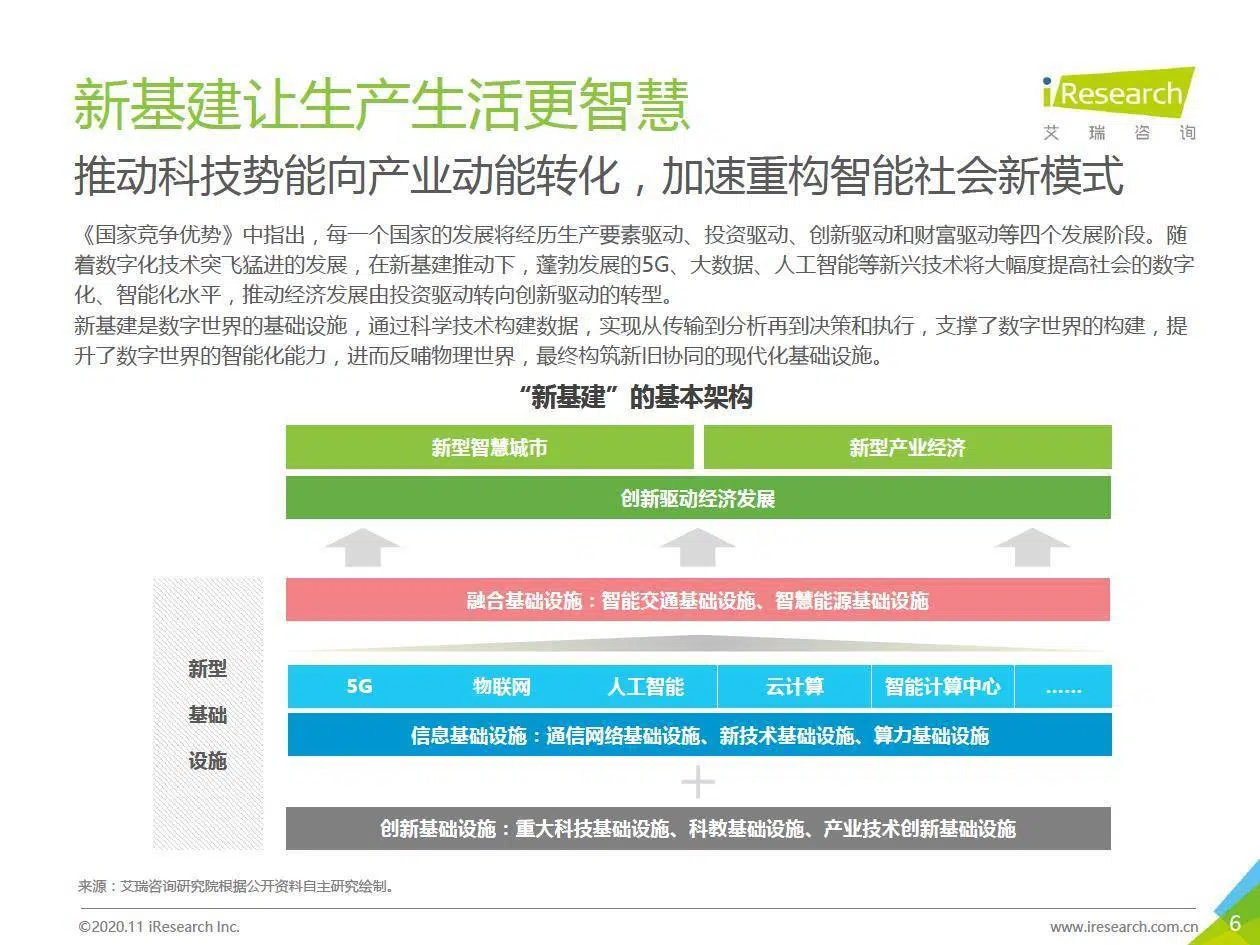 新基建让生产生活更智慧
iResearch
艾瑞咨询
推动科技势能向产业动能转化，加速重构智能社会新模式
《国家竞争优势》中指出，每一个国家的发展将经历生产要素驱动、投资驱动、创新驱动和财富驱动等四个发展阶段。随
着数字化技术突飞猛进的发展，在新基建推动下，蓬勃发展的5G、大数据、人工智能等新兴技术将大幅度提高社会的数字
化、智能化水平，推动经济发展由投资驱动转向创新驱动的转型。
新基建是数字世界的基础设施，通过科学技术构建数据，实现从传输到分析再到决策和执行，支撑了数字世界的构建，提
升了数字世界的智能化能力，进而反哺物理世界，最终构筑新旧协同的现代化基础设施。
“新基建”的基本架构
新型智慧城市
新型产业经济
创新驱动经济发展
融合基础设施：智能交通基础设施、智慧能源基础设施
新型
基础
设施
5G 物联网 人工智能 云计算 智能计算中心 ……
信息基础设施：通信网络基础设施、新技术基础设施、算力基础设施
创新基础设施：重大科技基础设施、科教基础设施、产业技术创新基础设施
来源：艾瑞咨询研究院根据公开资料自主研究绘制。
©2020.11 iResearch Inc.
www.iresearch.com.cn
6